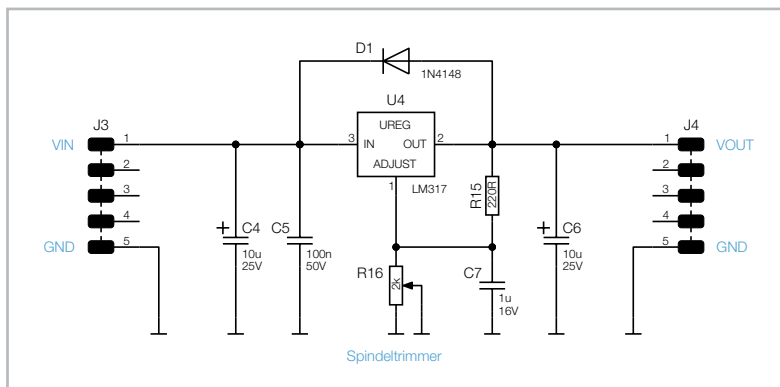 D1
1N4148
U4
UREG
3 IN OUT 2
ADJUST
LM317
1
J3
VIN
1
2
3
4
GND
5
C4
10u
25V
C5
100n
50V
R15
220R
R16
2k
C7
1u
16V
C6
10u
25V
J4
1
VOUT
2
3
4
5
GND
Spindeltrimmer